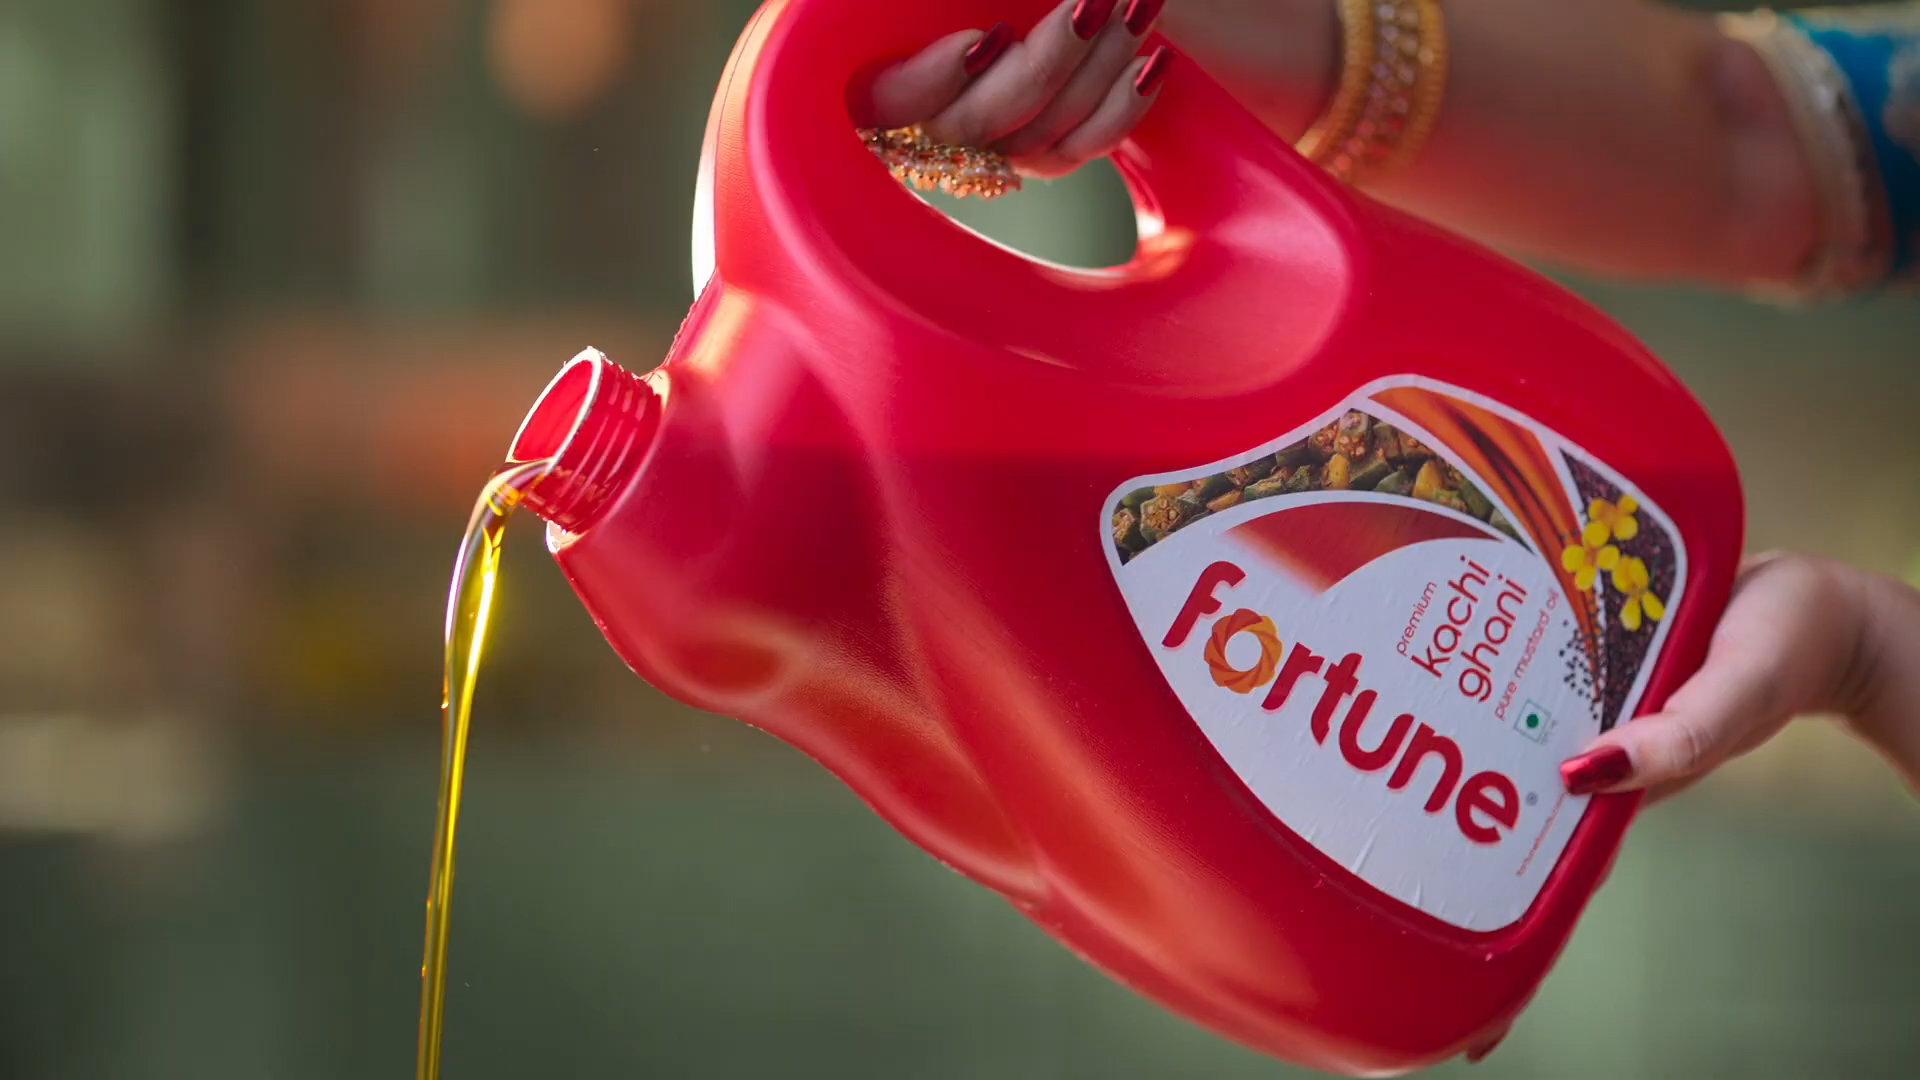 fortune
premium
kachi
ghani
pure mustard oil